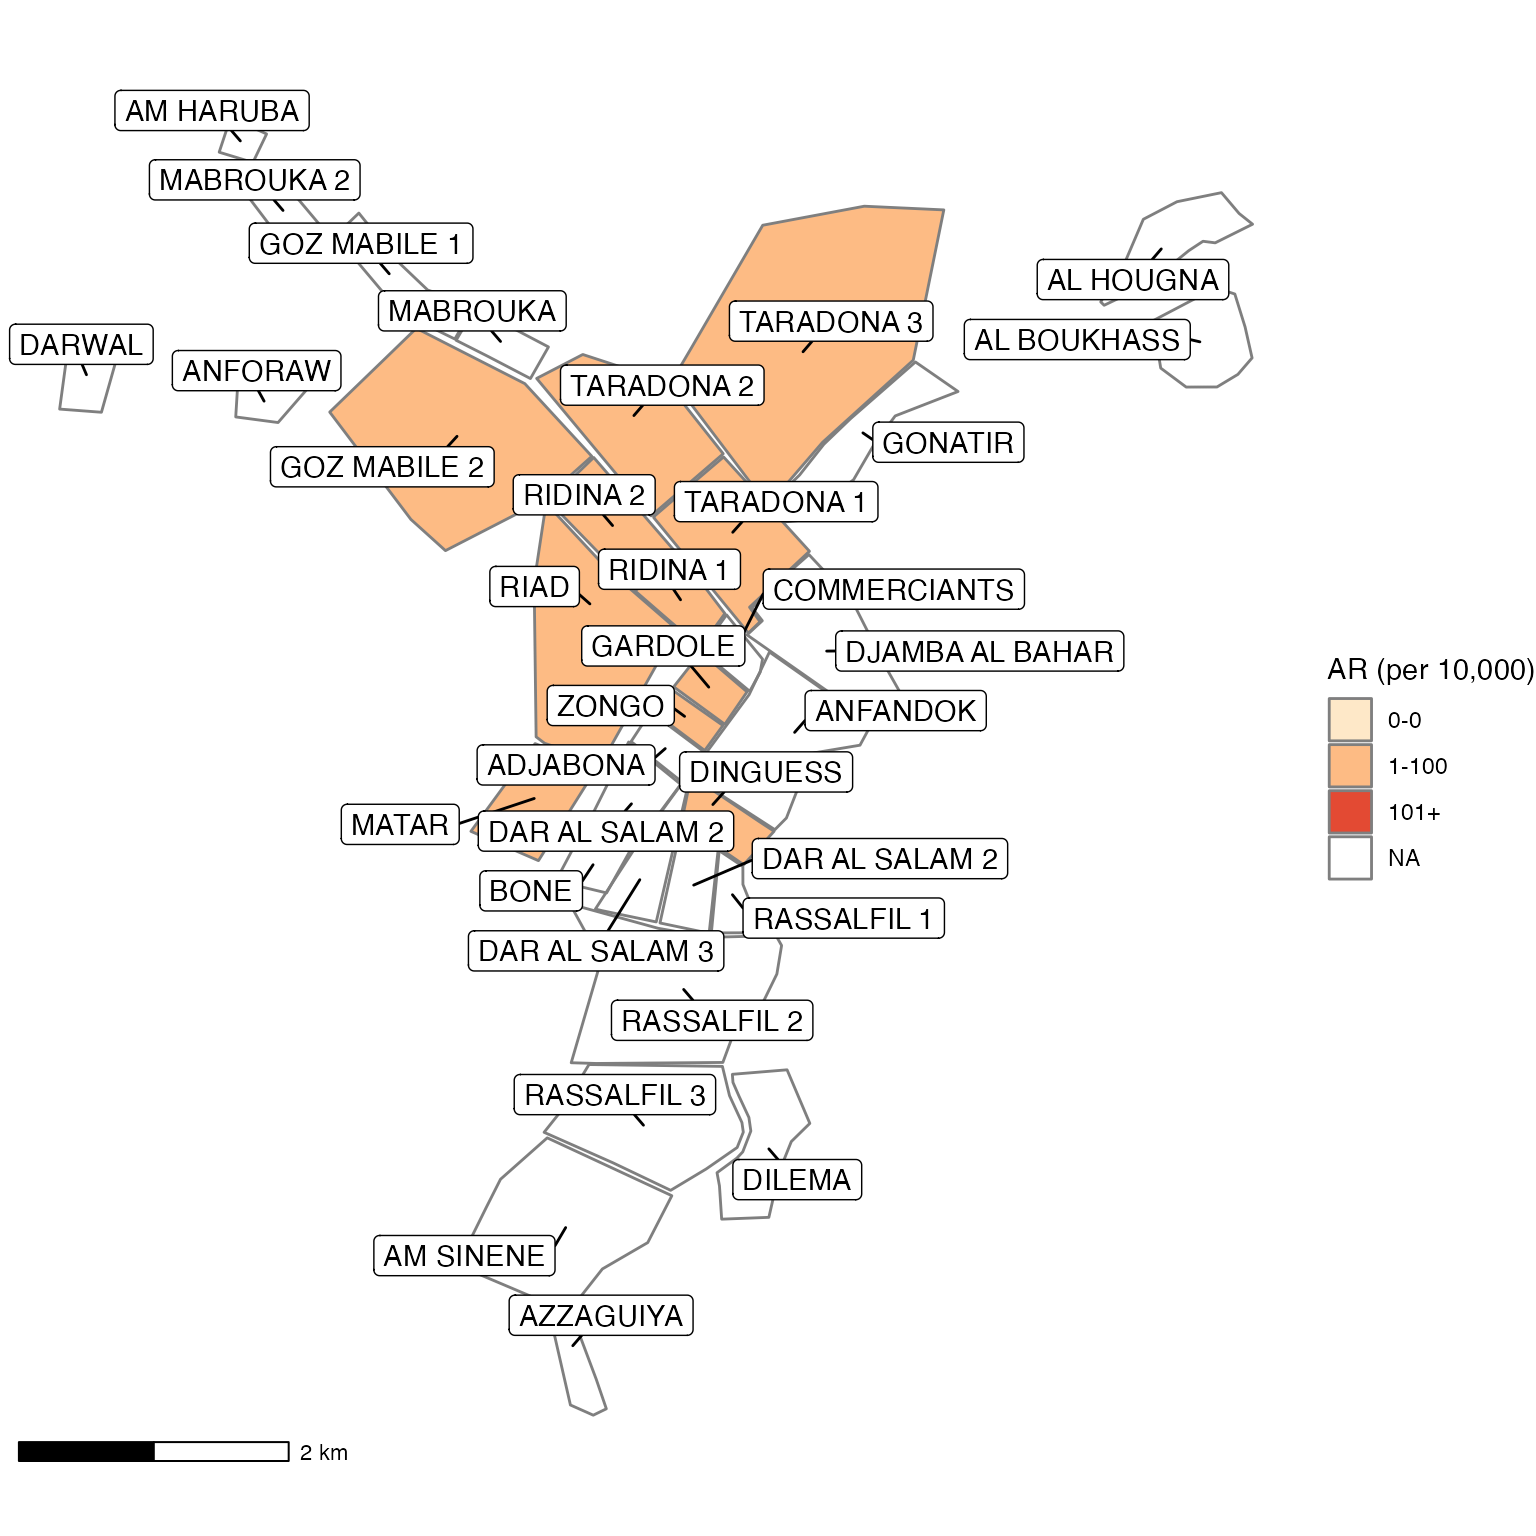 AM HARUBA
MABROUKA 2
GOZ MABILE 1
AL HOUGNA
MABROUKA
TARADONA 3
DARWAL
AL BOUKHASS
ANFORAW
TARADONA 2
GONATIR
GOZ MABILE 2
RIDINA 2
TARADONA 1
RIDINA 1
RIAD
COMMERCIANTS
GARDOLE
DJAMBA AL BAHAR
ZONGO
ANFANDOK
ADJABONA
DINGUESS
MATAR
DAR AL SALAM 2
DAR AL SALAM 2
BONE
RASSALFIL 1
DAR AL SALAM 3
RASSALFIL 2
RASSALFIL 3
DILEMA
AM SINENE
AZZAGUIYA
AR (per 10,000)
0-0
1-100
101+
NA
2 km